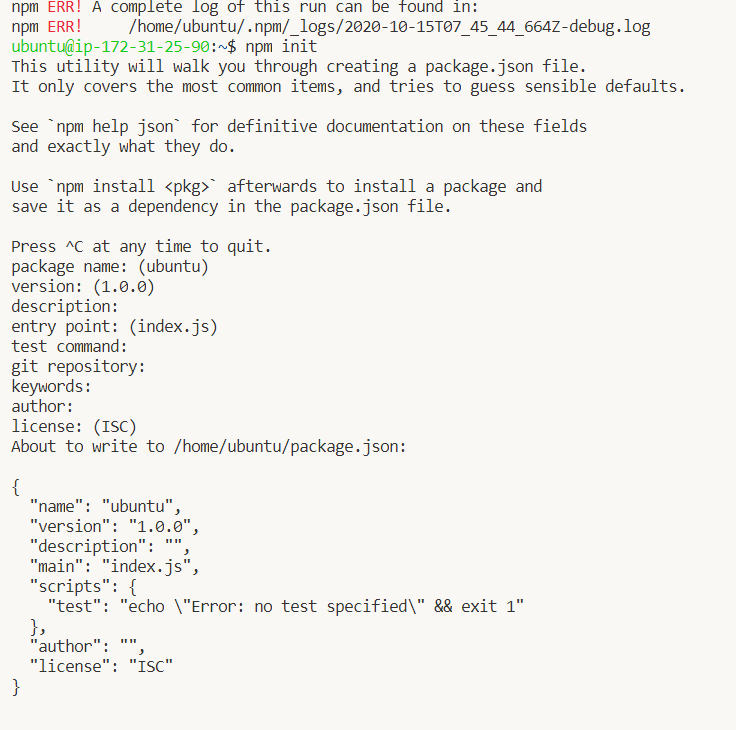 npm ERR! A complete log of this run can be found in:
npm ERR!     /home/ubuntu/.npm/_logs/2020-10-15T07_45_44_664Z-debug.log
ubuntu@ip-172-31-25-90:~$ npm init
This utility will walk you through creating a package.json file.
It only covers the most common items, and tries to guess sensible defaults.

See `npm help json` for definitive documentation on these fields
and exactly what they do.

Use `npm install <pkg>` afterwards to install a package and
save it as a dependency in the package.json file.

Press ^C at any time to quit.
package name: (ubuntu)
version: (1.0.0)
description:
entry point: (index.js)
test command:
git repository:
keywords:
author:
license: (ISC)
About to write to /home/ubuntu/package.json:

{
  "name": "ubuntu",
  "version": "1.0.0",
  "description": "",
  "main": "index.js",
  "scripts": {
    "test": "echo \"Error: no test specified\" && exit 1"
  },
  "author": "",
  "license": "ISC"
}